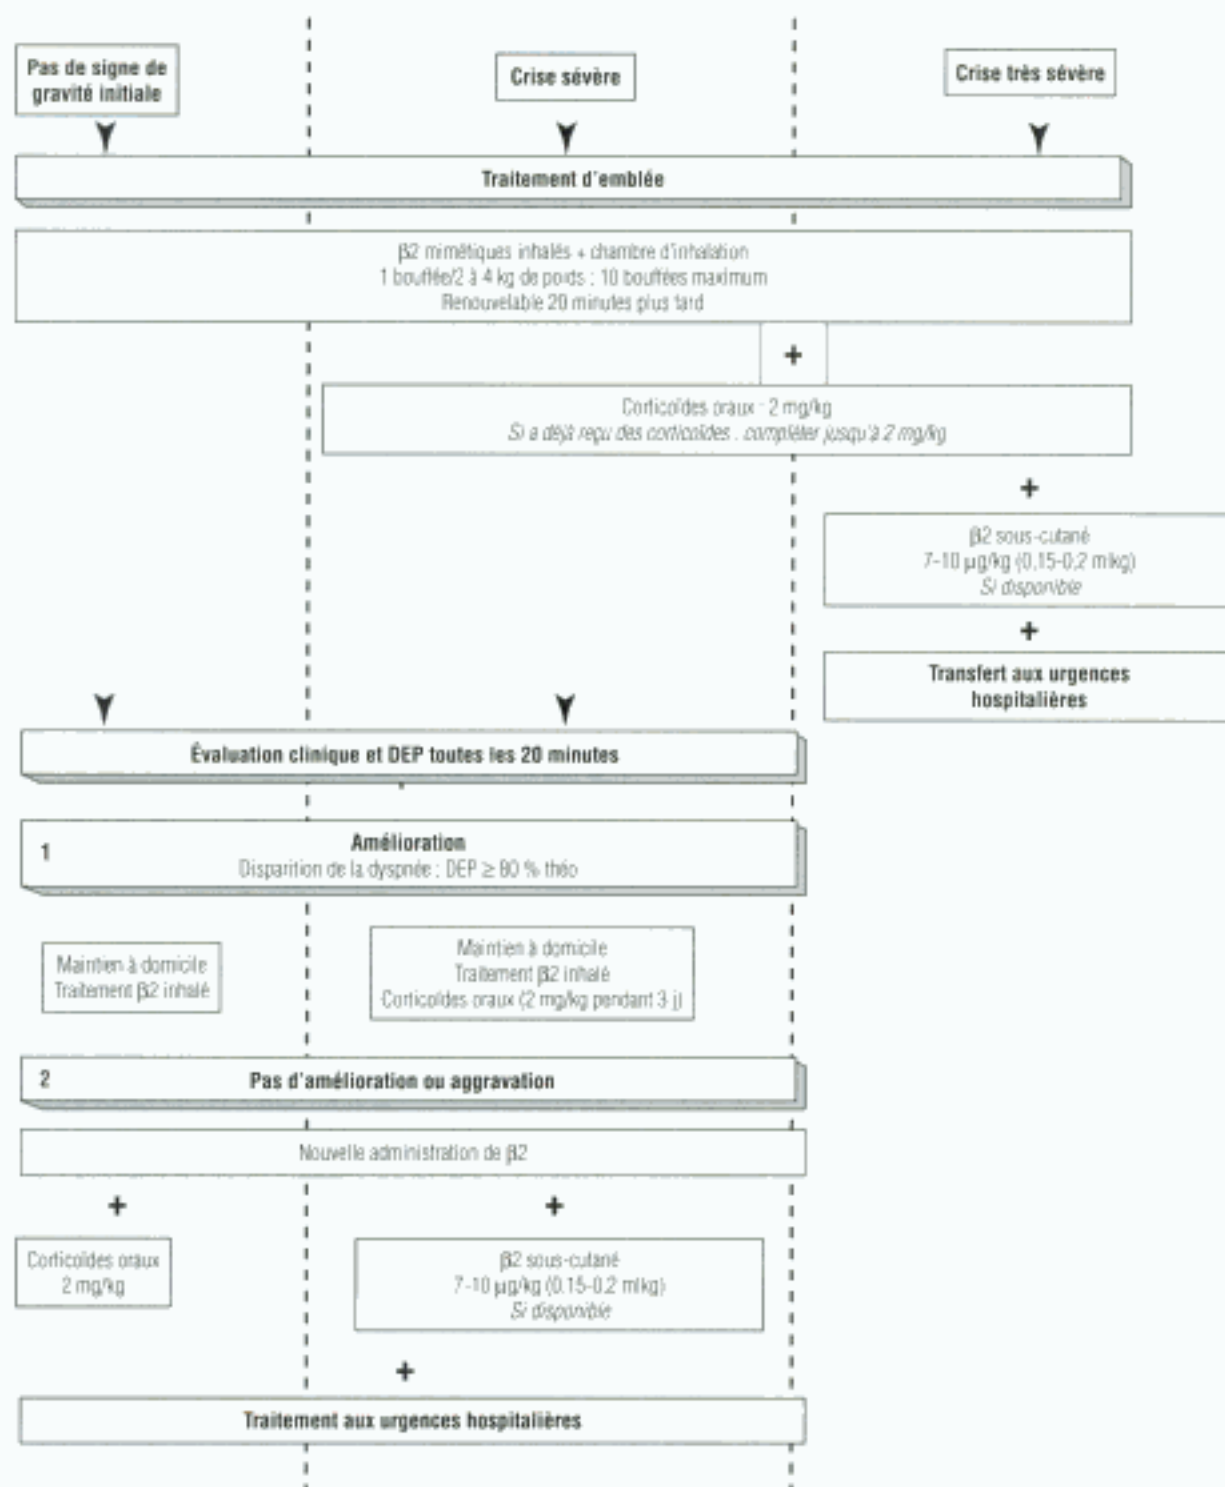 Pas de signe de
gravité initiale
Crise sévère
Crise très sévère
Traitement d'emblée
β2 mimétiques inhalés + chambre d'inhalation
1 bouffée/2 à 4 kg de poids : 10 bouffées maximum
Renouvelable 20 minutes plus tard
+
Corticoïdes oraux : 2 mg/kg
Si a déjà reçu des corticoïdes : compléter jusqu'à 2 mg/kg
+
β2 sous-cutané
7-10 µg/kg (0,15-0,2 mlkg)
Si disponible
+
Transfert aux urgences
hospitalières
Évaluation clinique et DEP toutes les 20 minutes
1
Amélioration
Disparition de la dyspnée ; DEP ≥ 80 % théo
Maintien à domicile
Traitement β2 inhalé
Maintien à domicile
Traitement β2 inhalé
Corticoïdes oraux (2 mg/kg pendant 3 j)
2
Pas d'amélioration ou aggravation
Nouvelle administration de β2
+
+
Corticoïdes oraux
2 mg/kg
β2 sous-cutané
7-10 µg/kg (0.15-0.2 mlkg)
Si disponible
+
Traitement aux urgences hospitalières